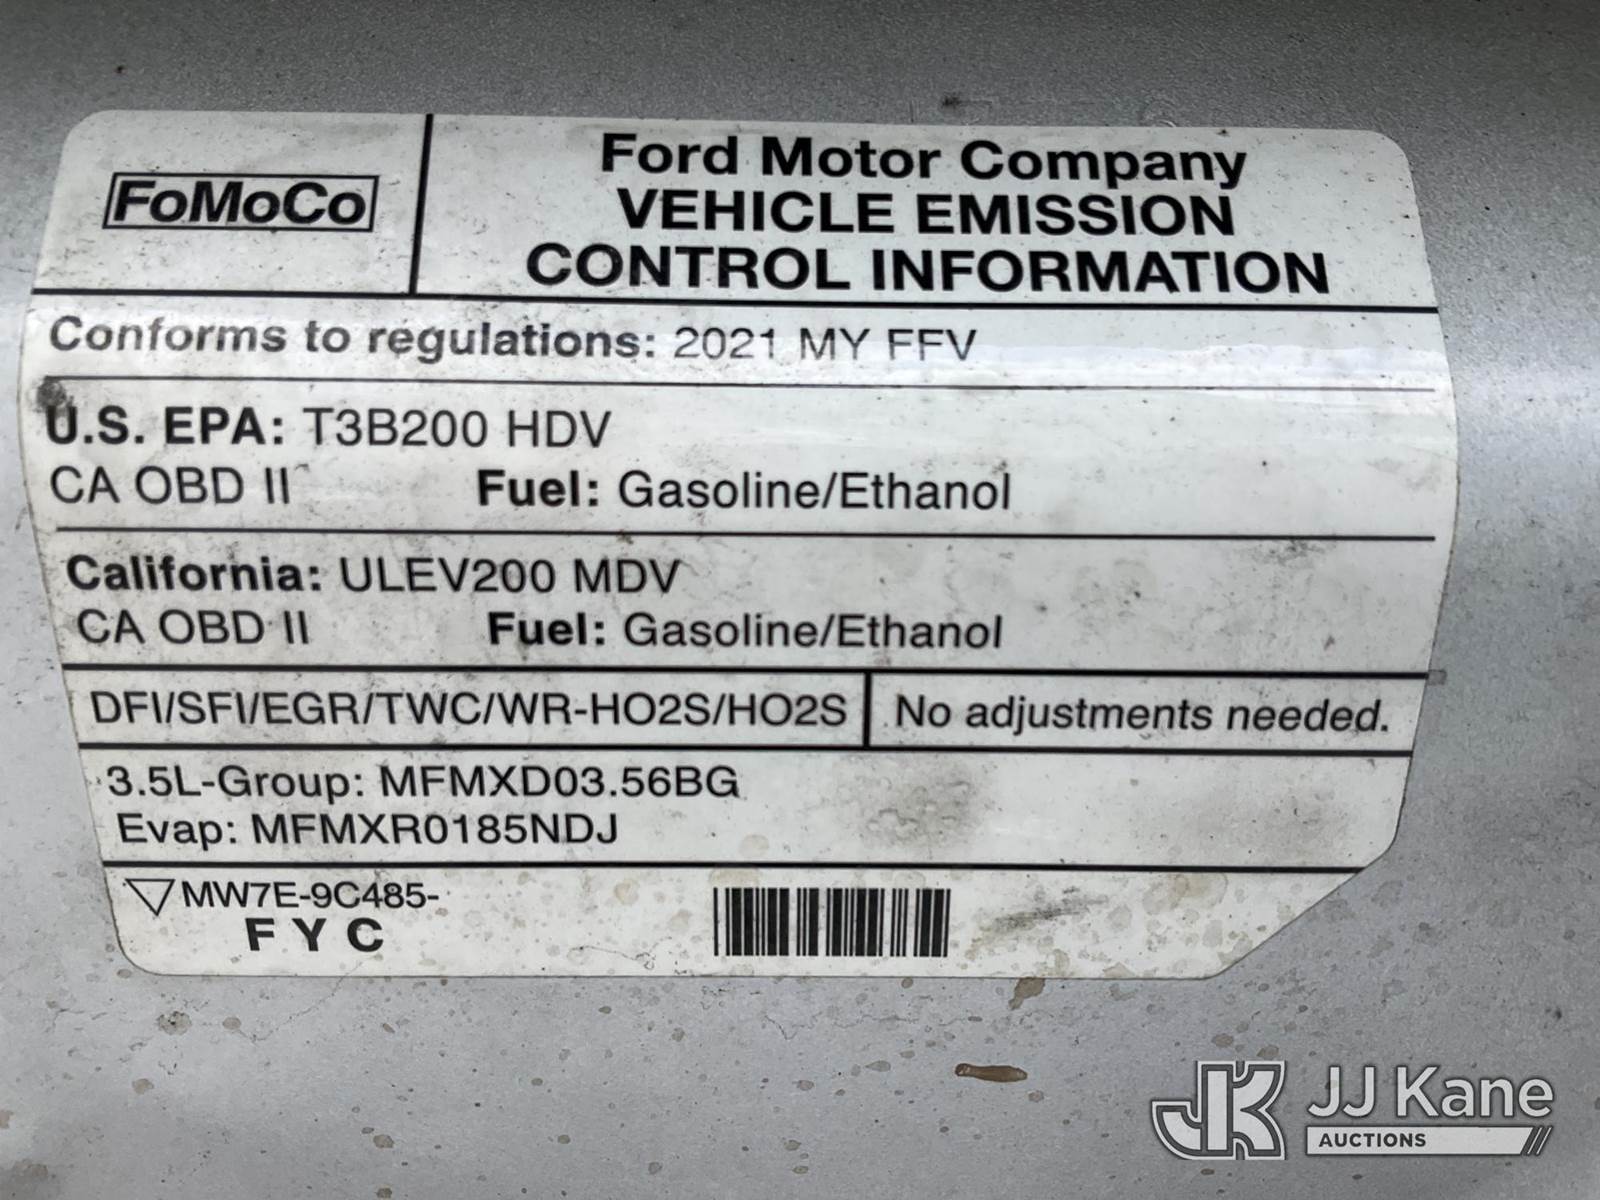 FoMoCo
Ford Motor Company
VEHICLE EMISSION
CONTROL INFORMATION
Conforms to regulations: 2021 MY FFV
U.S. EPA: T3B200 HDV
CA OBD II Fuel: Gasoline/Ethanol
California: ULEV200 MDV
CA OBD II Fuel: Gasoline/Ethanol
DFI/SFI/EGR/TWC/WR-HO2S/HO2S No adjustments needed.
3.5L-Group: MFMXD03.56BG
Evap: MFMXR0185NDJ
MW7E-9C485-
F Y C
JK JJ Kane
AUCTIONS